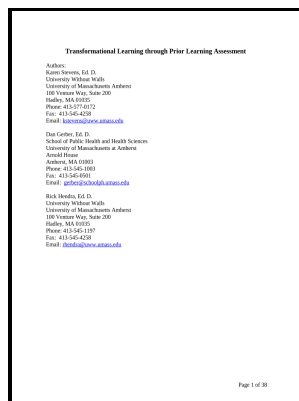 Transformational Learning through Prior Learning Assessment
Authors:
Karen Stevens, Ed. D.
University Without Walls
University of Massachusetts Amherst
100 Venture Way, Suite 200
Hadley, MA 01035
Phone: 413-577-0172
Fax: 413-545-4258
Email: kstevens@uww.umass.edu
Dan Gerber, Ed. D.
School of Public Health and Health Sciences
University of Massachusetts at Amherst
Arnold House
Amherst, MA 01003
Phone: 413-545-1003
Fax: 413-545-0501
Email: gerber@schoolph.umass.edu
Rick Hendra, Ed. D.
University Without Walls
University of Massachusetts Amherst
100 Venture Way, Suite 200
Hadley, MA 01035
Phone: 413-545-1197
Fax: 413-545-4258
Email: rhendra@uww.umass.edu
Page 1 of 38